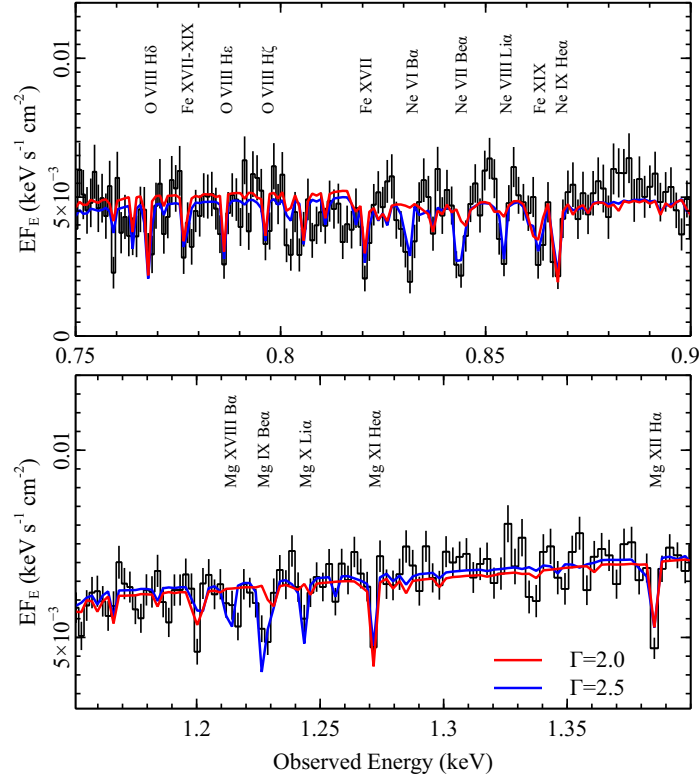 O VIII Hδ
Fe XVII-XIX
O VIII Hε
O VIII Hζ
Fe XVII
Ne VI Bα
Ne VII Beα
Ne VIII Liα
Fe XIX
Ne IX Heα
0.01
5×10⁻³
0
EF_E (keV s⁻¹ cm⁻²)
0.75 0.8 0.85 0.9
Mg XVIII Bα
Mg IX Beα
Mg X Liα
Mg XI Heα
Mg XII Hα
0.01
5×10⁻³
EF_E (keV s⁻¹ cm⁻²)
Γ=2.0
Γ=2.5
1.2 1.25 1.3 1.35
Observed Energy (keV)